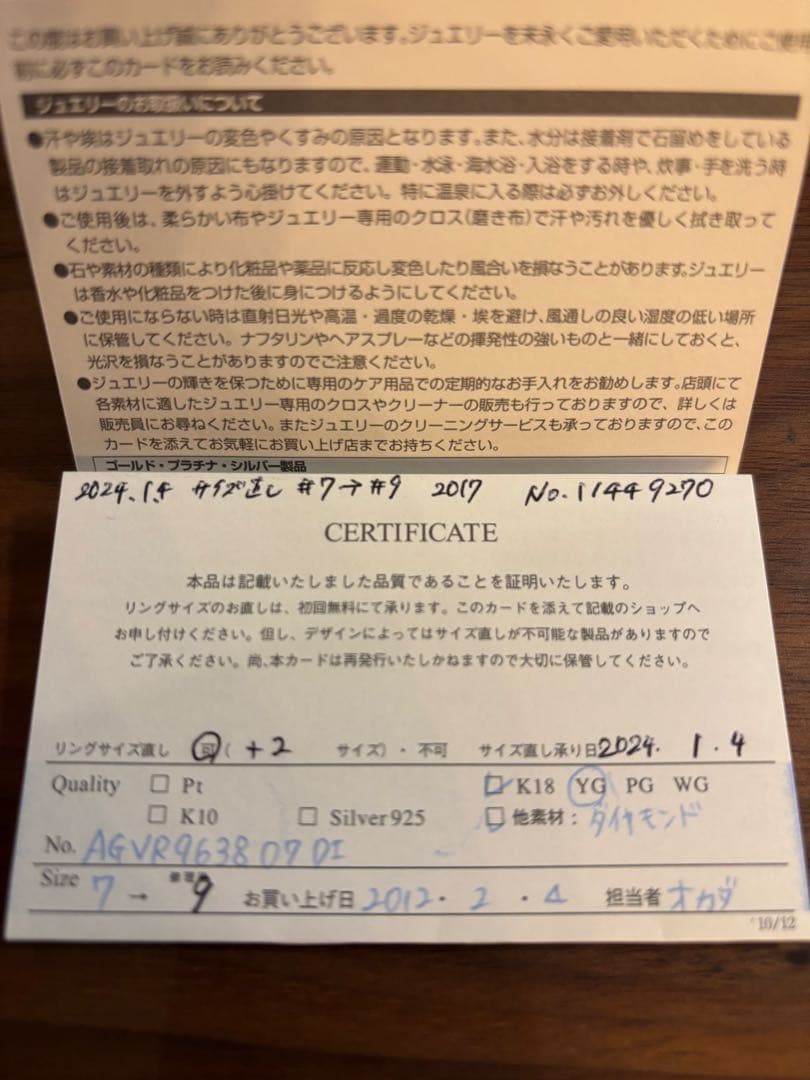 この度はお買い上げ誠にありがとうございます。ジュエリーを末永くご愛用いただくためにご使用
前に必ずこのカードをお読みください。
ジュエリーのお取扱いについて
●汗や埃はジュエリーの変色やくすみの原因となります。また、水分は接着剤で石留めをしている
製品の接着取れの原因にもなりますので、運動・水泳・海水浴・入浴をする時や、炊事・手を洗う時
はジュエリーを外すよう心掛けてください。特に温泉に入る際は必ずお外しください。
●ご使用後は、柔らかい布やジュエリー専用のクロス(磨き布)で汗や汚れを優しく拭き取って
ください。
●石や素材の種類により化粧品や薬品に反応し変色したり風合いを損なうことがあります。ジュエリー
は香水や化粧品をつけた後に身につけるようにしてください。
●ご使用にならない時は直射日光や高温・過度の乾燥・埃を避け、風通しの良い湿度の低い場所
に保管してください。ナフタリンやヘアスプレーなどの揮発性の強いものと一緒にしておくと、
光沢を損なうことがありますのでご注意ください。
●ジュエリーの輝きを保つために専用のケア用品での定期的なお手入れをお勧めします。店頭にて
各素材に適したジュエリー専用のクロスやクリーナーの販売も行っておりますので、詳しくは
販売員にお尋ねください。またジュエリーのクリーニングサービスも承っておりますので、この
カードを添えてお気軽にお買い上げ店までお持ちください。
ゴールド・プラチナ・シルバー製品
2024.1.4 サイズ直し #7→#9 2017 No.11449270
CERTIFICATE
本品は記載いたしました品質であることを証明いたします。
リングサイズのお直しは、初回無料にて承ります。このカードを添えて記載のショップへ
お申し付けください。但し、デザインによってはサイズ直しが不可能な製品がありますので
ご了承ください。尚、本カードは再発行いたしかねますので大切に保管してください。
リングサイズ直し 可( +2 サイズ)・不可 サイズ直し承り日 2024. 1 . 4
Quality □ Pt ☑ K18 YG PG WG
□ K10 □ Silver925 ☑ 他素材：ダイヤモンド
No. AGVR963807DI
Size 7 → 9 お買い上げ日 2012 . 2 . 4 担当者 オカダ
'10/12